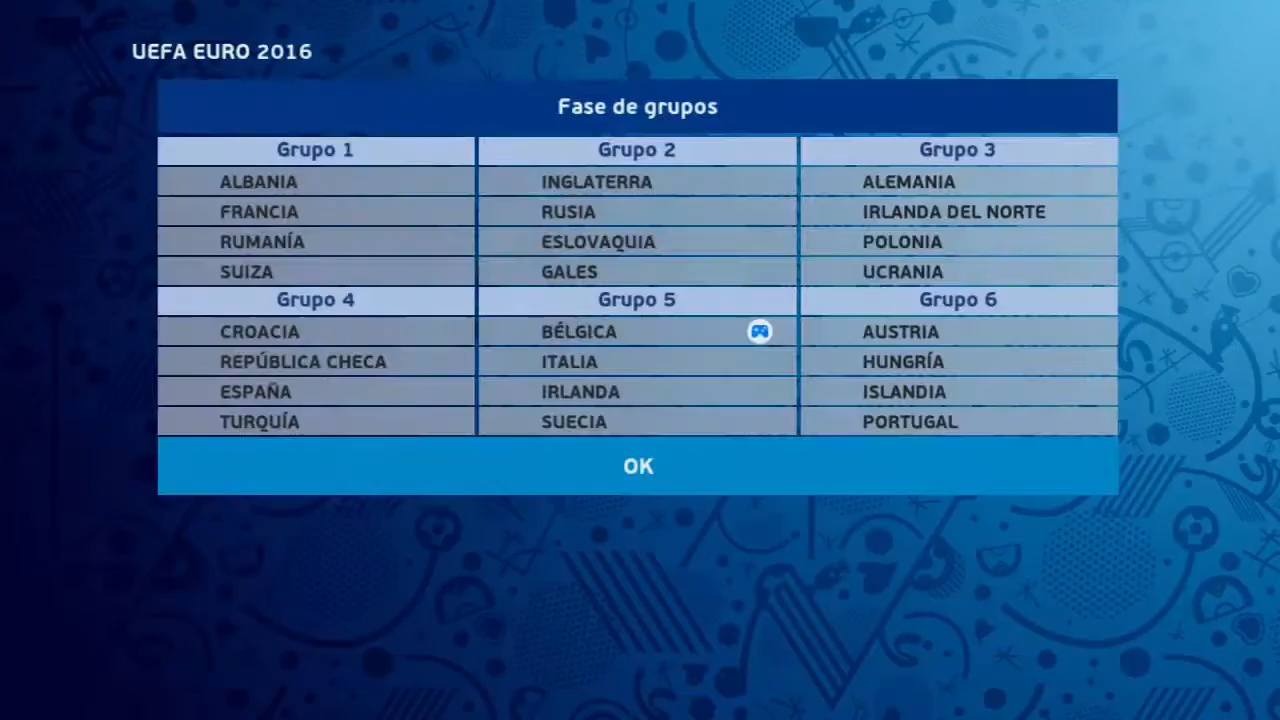 UEFA EURO 2016
Fase de grupos
Grupo 1 Grupo 2 Grupo 3
ALBANIA INGLATERRA ALEMANIA
FRANCIA RUSIA IRLANDA DEL NORTE
RUMANÍA ESLOVAQUIA POLONIA
SUIZA GALES UCRANIA
Grupo 4 Grupo 5 Grupo 6
CROACIA BÉLGICA AUSTRIA
REPÚBLICA CHECA ITALIA HUNGRÍA
ESPAÑA IRLANDA ISLANDIA
TURQUÍA SUECIA PORTUGAL
OK